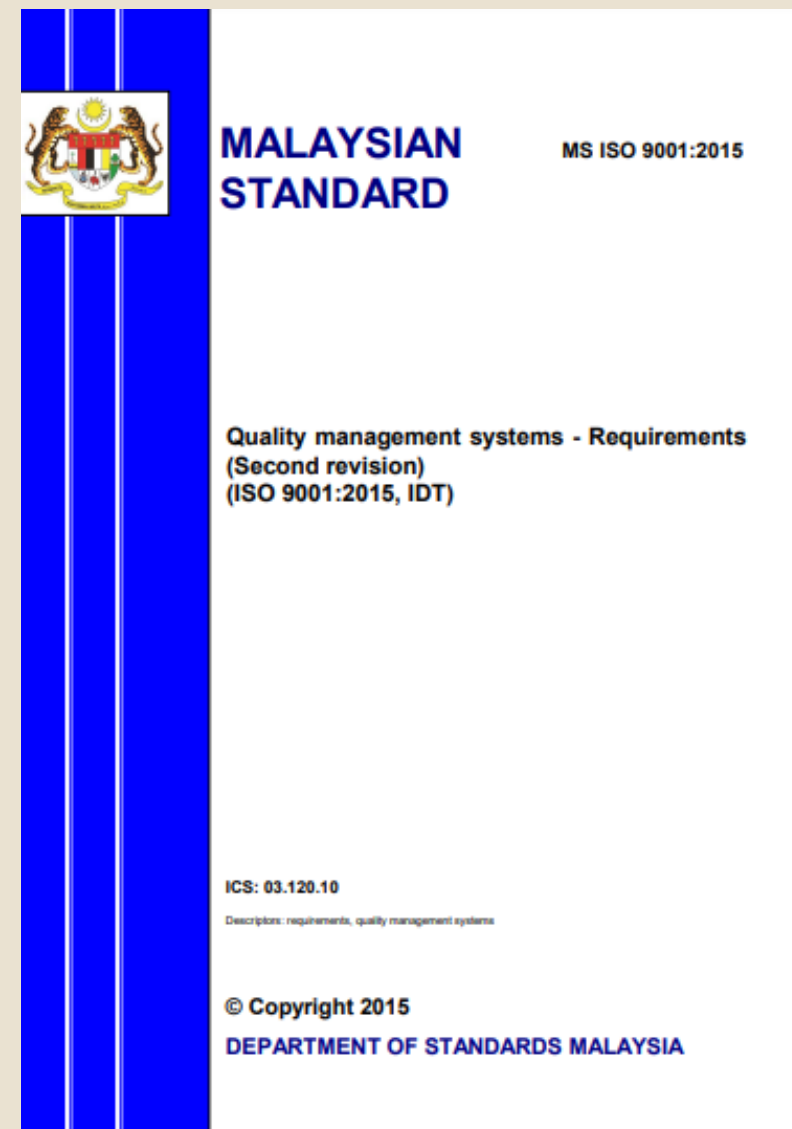 MALAYSIAN
STANDARD
MS ISO 9001:2015
Quality management systems - Requirements
(Second revision)
(ISO 9001:2015, IDT)
ICS: 03.120.10
Descriptors: requirements, quality management systems
© Copyright 2015
DEPARTMENT OF STANDARDS MALAYSIA